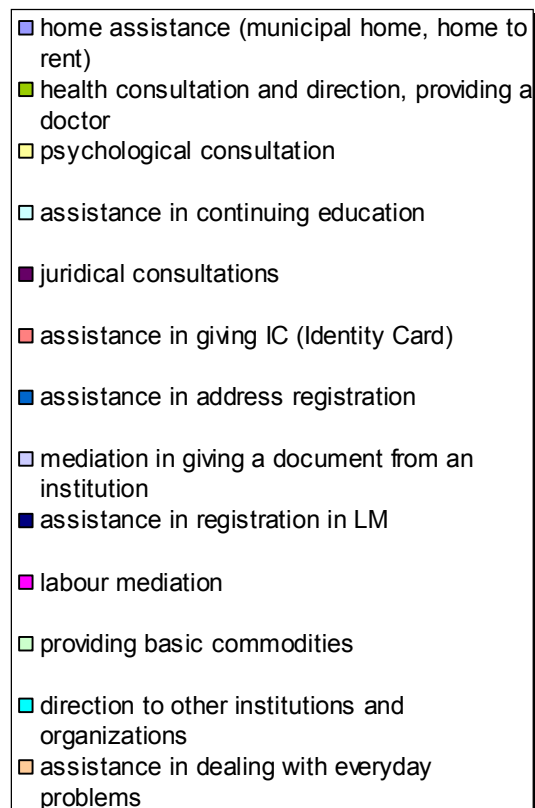 home assistance (municipal home, home to
rent)
health consultation and direction, providing a
doctor
psychological consultation
assistance in continuing education
juridical consultations
assistance in giving IC (Identity Card)
assistance in address registration
mediation in giving a document from an
institution
assistance in registration in LM
labour mediation
providing basic commodities
direction to other institutions and
organizations
assistance in dealing with everyday
problems